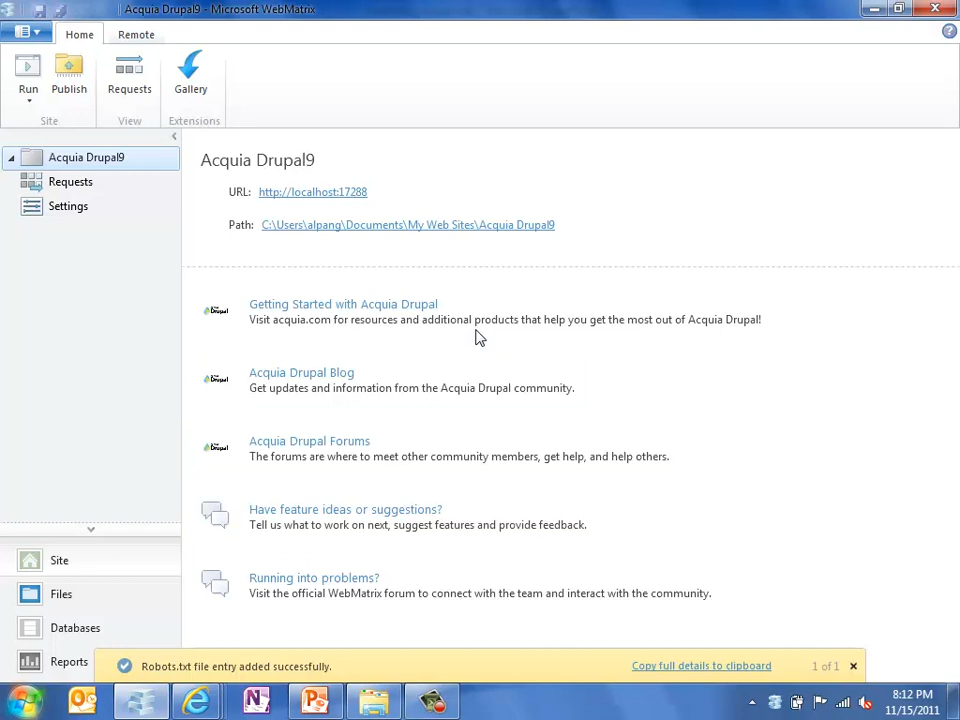 Acquia Drupal9 - Microsoft WebMatrix
Home
Remote
Run
Publish
Requests
Gallery
Site
View
Extensions
Acquia Drupal9
Requests
Settings
Acquia Drupal9
URL: http://localhost:17288
Path: C:\Users\alpang\Documents\My Web Sites\Acquia Drupal9
Getting Started with Acquia Drupal
Visit acquia.com for resources and additional products that help you get the most out of Acquia Drupal!
Acquia Drupal Blog
Get updates and information from the Acquia Drupal community.
Acquia Drupal Forums
The forums are where to meet other community members, get help, and help others.
Have feature ideas or suggestions?
Tell us what to work on next, suggest features and provide feedback.
Running into problems?
Visit the official WebMatrix forum to connect with the team and interact with the community.
Site
Files
Databases
Reports
Robots.txt file entry added successfully.
Copy full details to clipboard
1 of 1
8:12 PM
11/15/2011